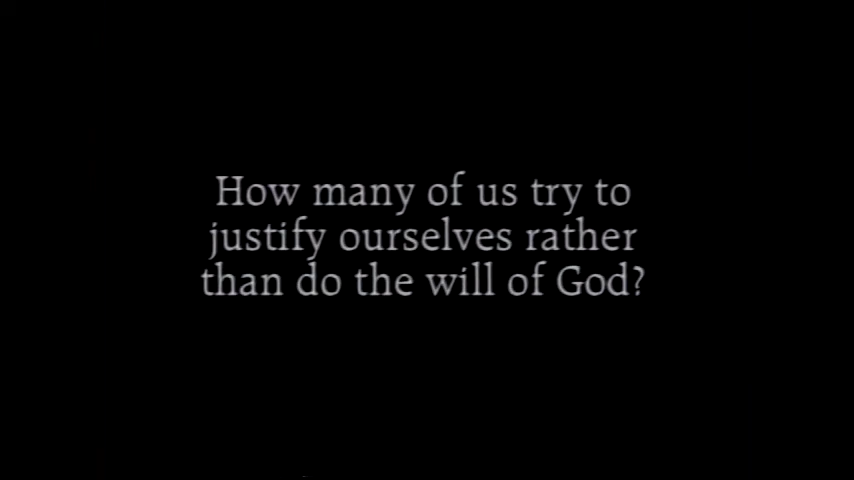 How many of us try to
justify ourselves rather
than do the will of God?